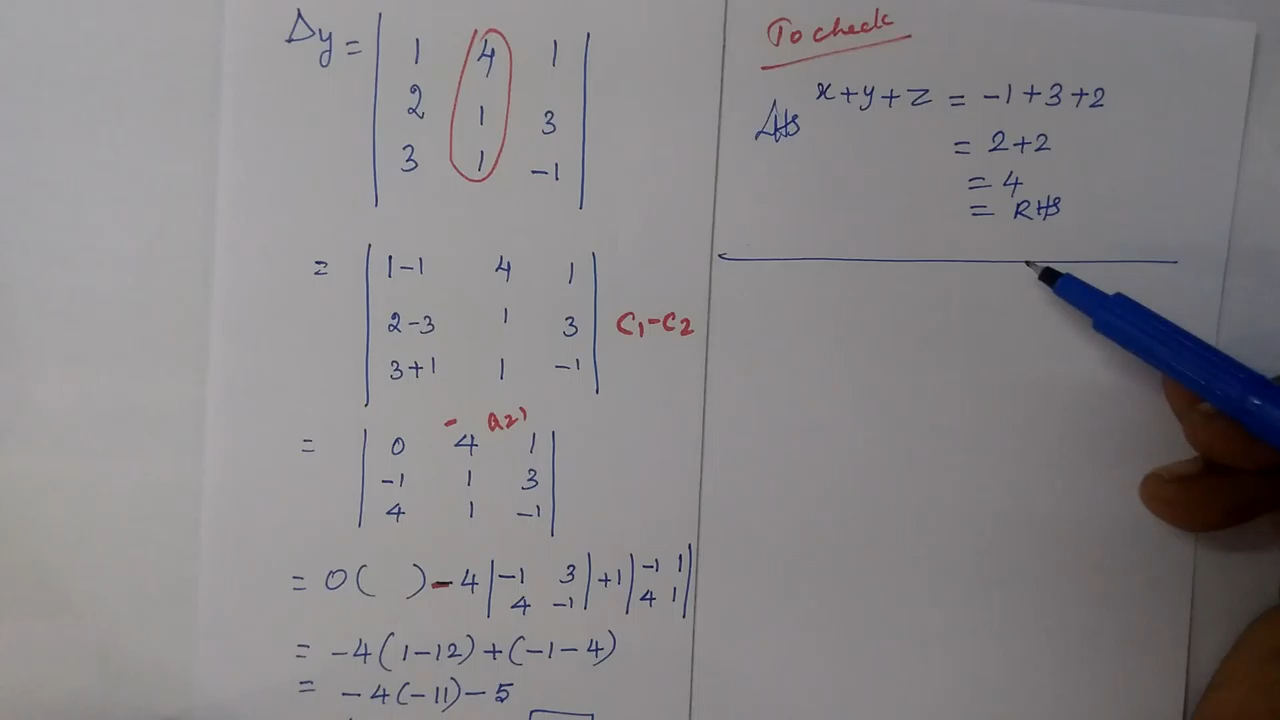 Δy = | 1 4 1 |
| 2 1 3 |
| 3 1 -1 |
= | 1-1 4 1 |
| 2-3 1 3 | C1-C2
| 3+1 1 -1 |
= | 0 4 1 |
| -1 1 3 |
| 4 1 -1 |
= 0( ) - 4 | -1 3 | + 1 | -1 1 |
| 4 -1 | | 4 1 |
= -4(1-12)+(-1-4)
= -4(-11)-5
To check
LHS x+y+z = -1+3+2
= 2+2
= 4
= RHS